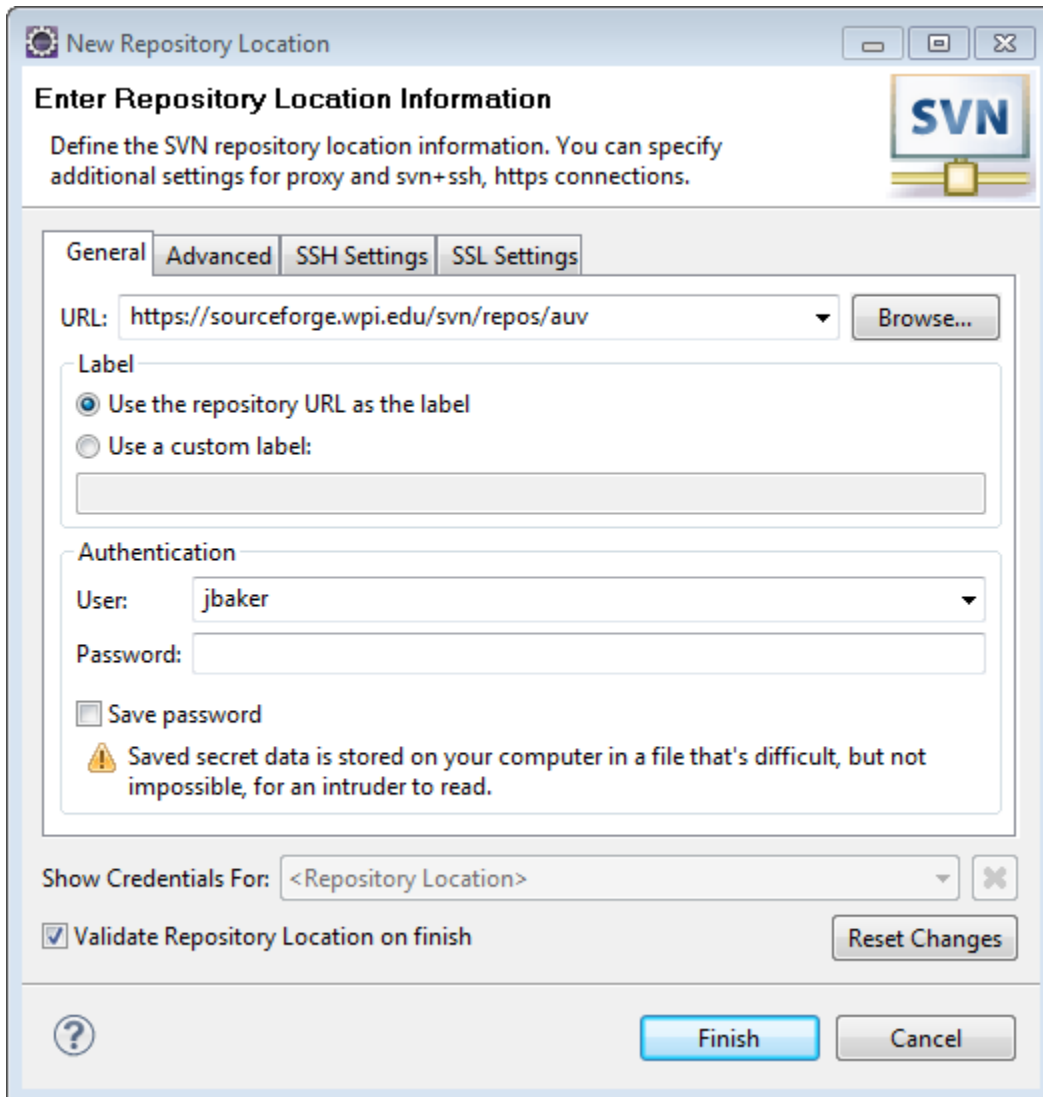 New Repository Location
Enter Repository Location Information
Define the SVN repository location information. You can specify
additional settings for proxy and svn+ssh, https connections.
SVN
General Advanced SSH Settings SSL Settings
URL: https://sourceforge.wpi.edu/svn/repos/auv Browse...
Label
Use the repository URL as the label
Use a custom label:
Authentication
User: jbaker
Password:
Save password
Saved secret data is stored on your computer in a file that's difficult, but not
impossible, for an intruder to read.
Show Credentials For: <Repository Location>
Validate Repository Location on finish Reset Changes
? Finish Cancel